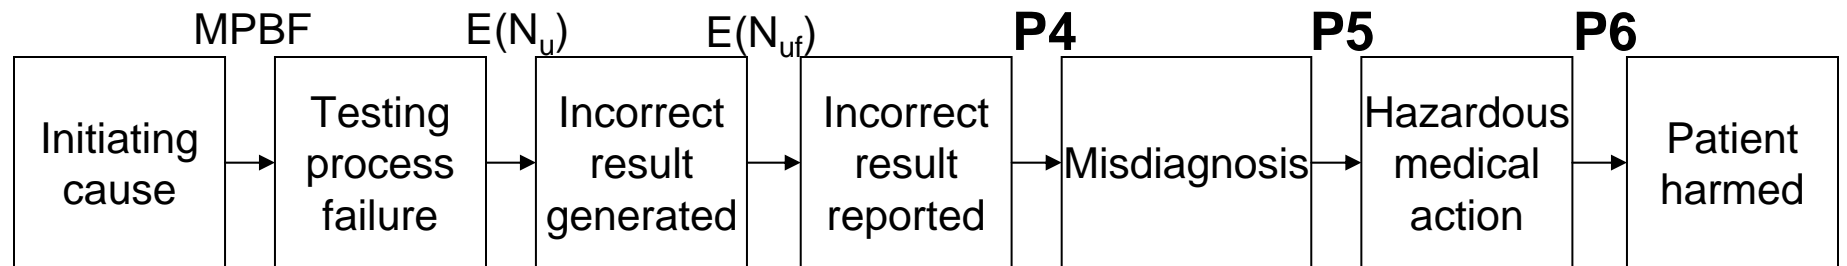 MPBF E(Nu) E(Nuf) P4 P5 P6
Initiating
cause
Testing
process
failure
Incorrect
result
generated
Incorrect
result
reported
Misdiagnosis
Hazardous
medical
action
Patient
harmed